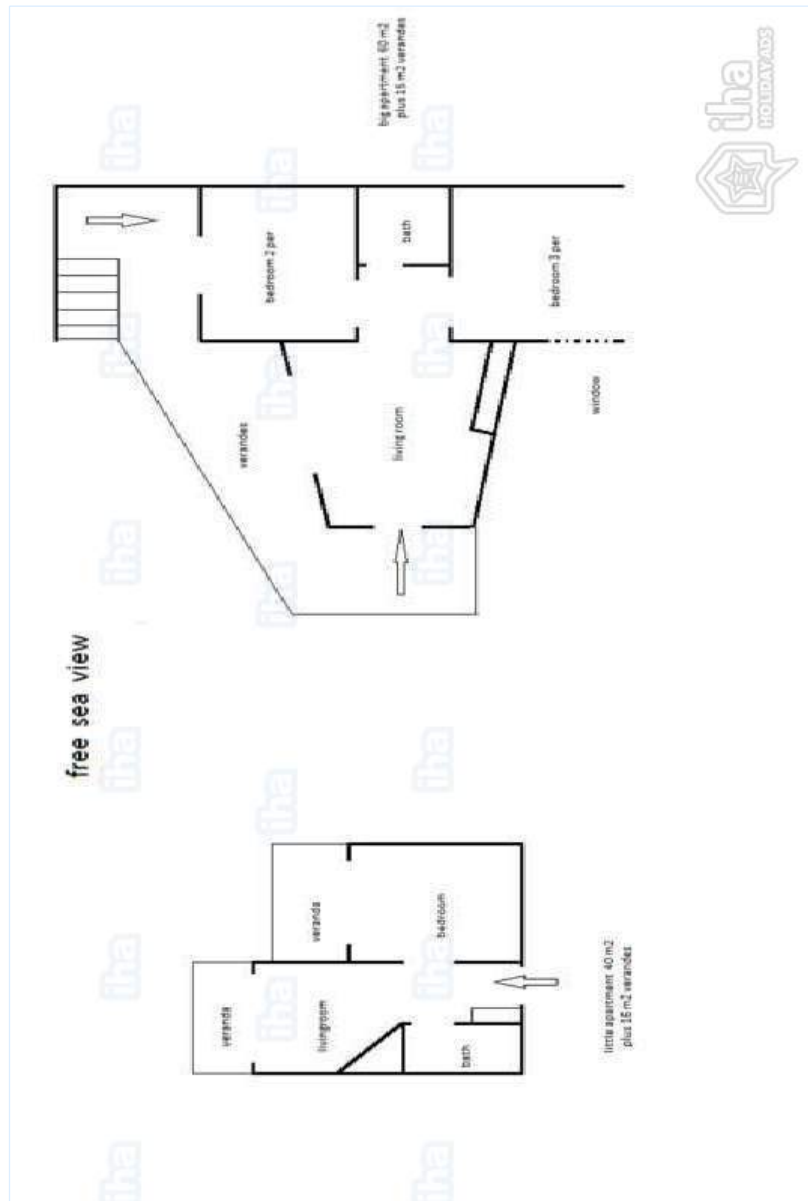 free sea view
veranda
veranda
livingroom
bedroom
bath
little apartment 40 m2
plus 16 m2 verandes
verandes
bedroom 2 per
living room
bath
bedroom 3 per
window
big apartment 60 m2
plus 15 m2 verandes
iha
HOLIDAY ADS